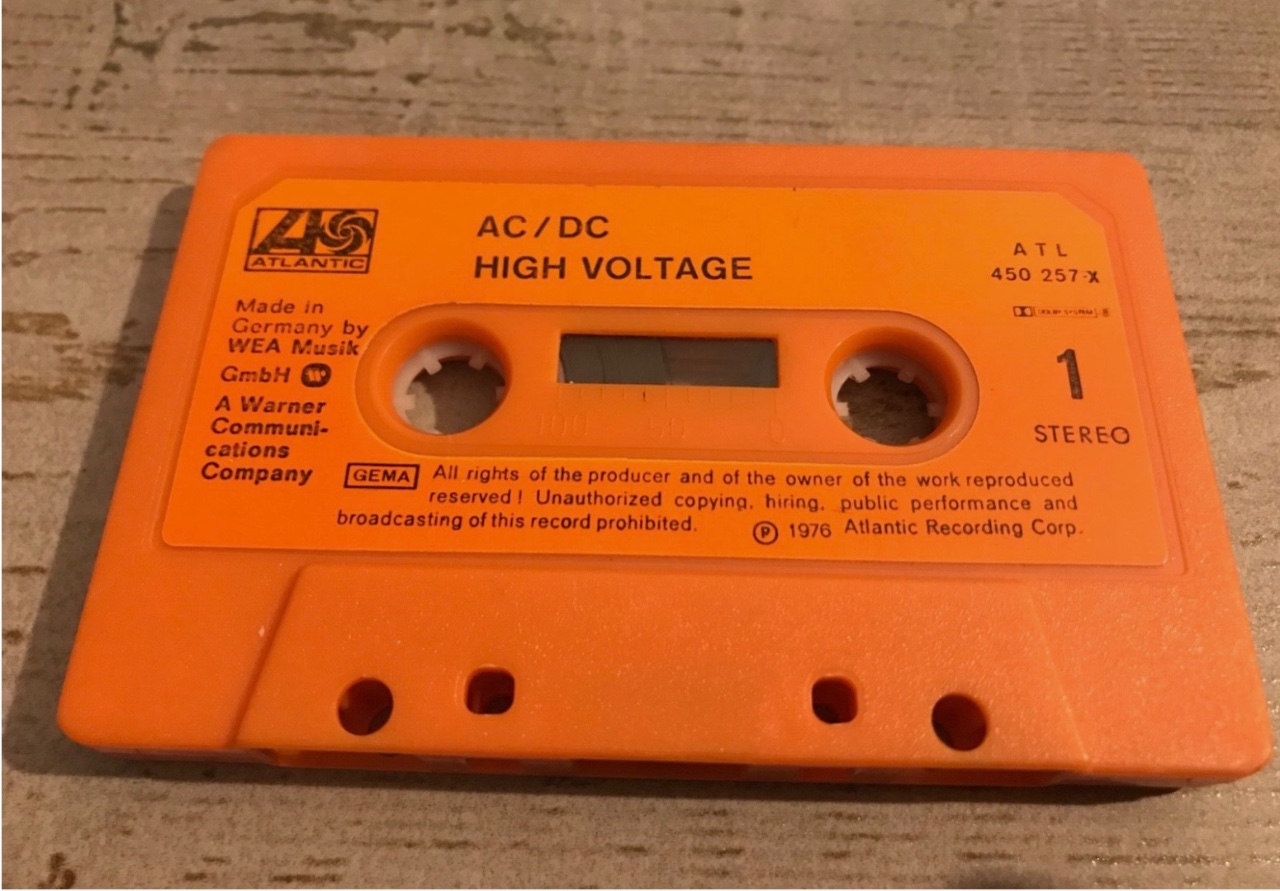 ATLANTIC
AC/DC
HIGH VOLTAGE
ATL
450 257-X
Made in
Germany by
WEA Musik
GmbH
A Warner
Communi-
cations
Company
DOLBY SYSTEM
1
STEREO
100 50 0
GEMA
All rights of the producer and of the owner of the work reproduced
reserved! Unauthorized copying, hiring, public performance and
broadcasting of this record prohibited.
Ⓟ 1976 Atlantic Recording Corp.